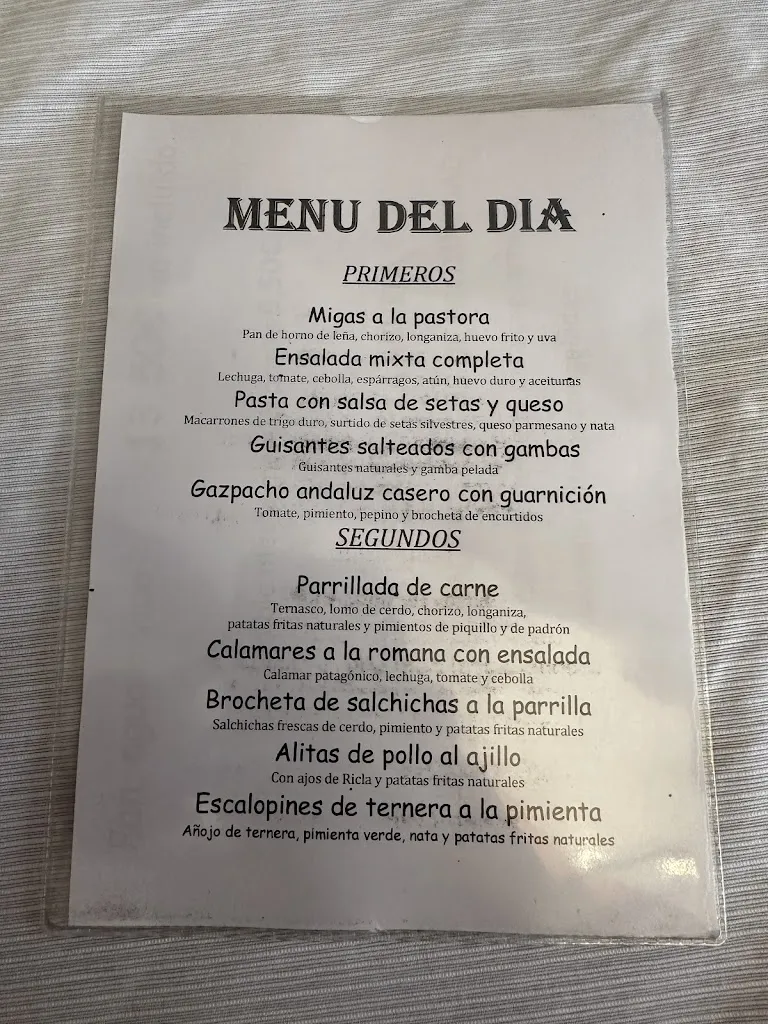 MENU DEL DIA
PRIMEROS
Migas a la pastora
Pan de horno de leña, chorizo, longaniza, huevo frito y uva
Ensalada mixta completa
Lechuga, tomate, cebolla, espárragos, atún, huevo duro y aceitunas
Pasta con salsa de setas y queso
Macarrones de trigo duro, surtido de setas silvestres, queso parmesano y nata
Guisantes salteados con gambas
Guisantes naturales y gamba pelada
Gazpacho andaluz casero con guarnición
Tomate, pimiento, pepino y brocheta de encurtidos
SEGUNDOS
Parrillada de carne
Ternasco, lomo de cerdo, chorizo, longaniza,
patatas fritas naturales y pimientos de piquillo y de padrón
Calamares a la romana con ensalada
Calamar patagónico, lechuga, tomate y cebolla
Brocheta de salchichas a la parrilla
Salchichas frescas de cerdo, pimiento y patatas fritas naturales
Alitas de pollo al ajillo
Con ajos de Ricla y patatas fritas naturales
Escalopines de ternera a la pimienta
Añojo de ternera, pimienta verde, nata y patatas fritas naturales